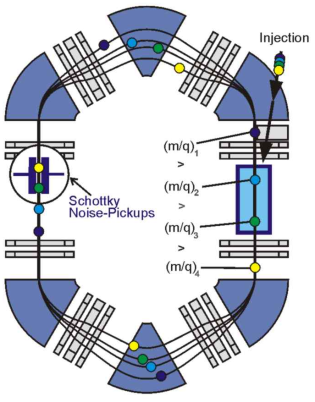 Injection
(m/q)1
>
(m/q)2
>
(m/q)3
>
(m/q)4
Schottky
Noise-Pickups